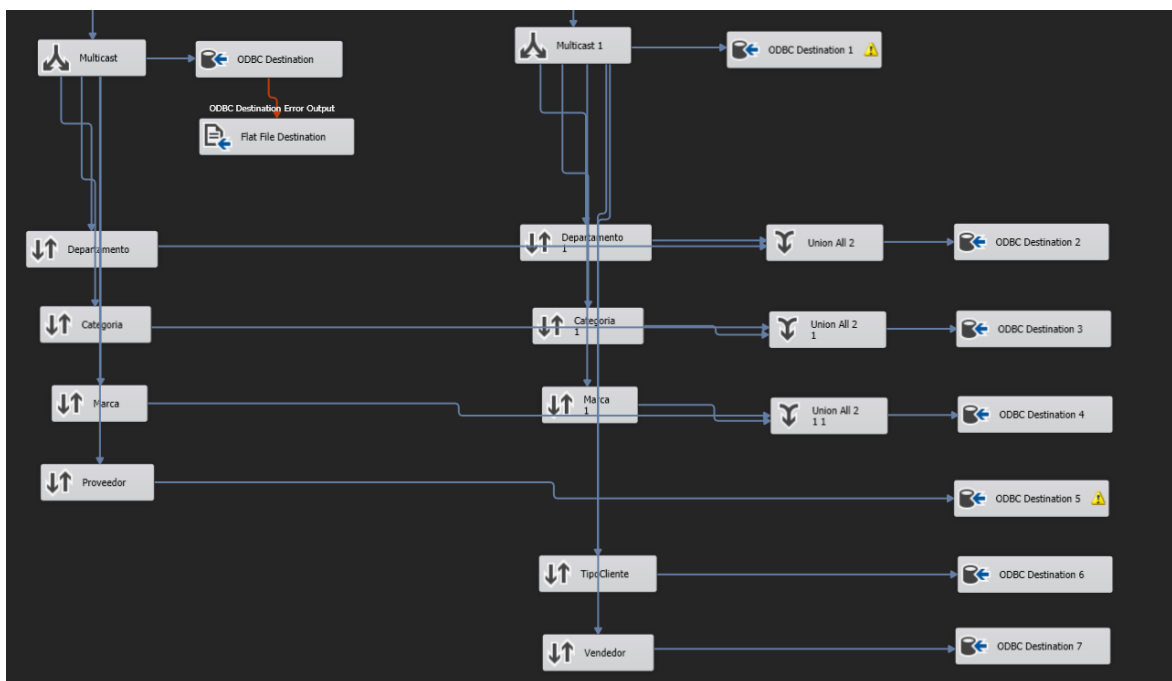 Multicast
ODBC Destination
Multicast 1
ODBC Destination 1
ODBC Destination Error Output
Flat File Destination
Departamento
Departamento
1
Union All 2
ODBC Destination 2
Categoria
Categoria
1
Union All 2
1
ODBC Destination 3
Marca
Marca
1
Union All 2
1 1
ODBC Destination 4
Proveedor
ODBC Destination 5
TipoCliente
ODBC Destination 6
Vendedor
ODBC Destination 7